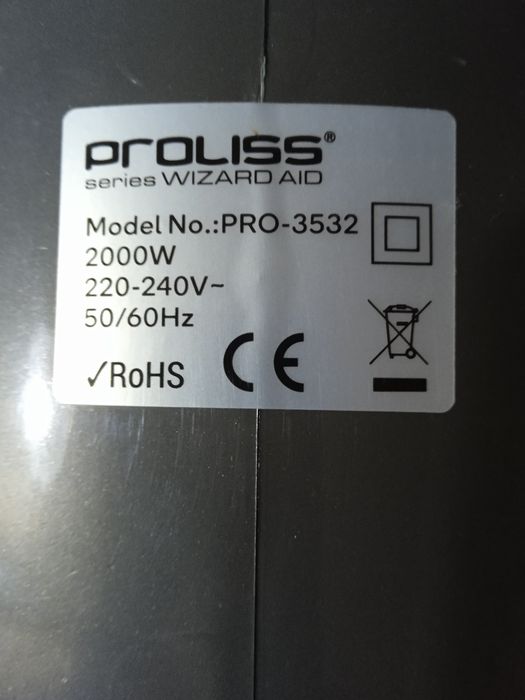 PROLISS®
series WIZARD AID
Model No.:PRO-3532
2000W
220-240V~
50/60Hz
✓RoHS CE